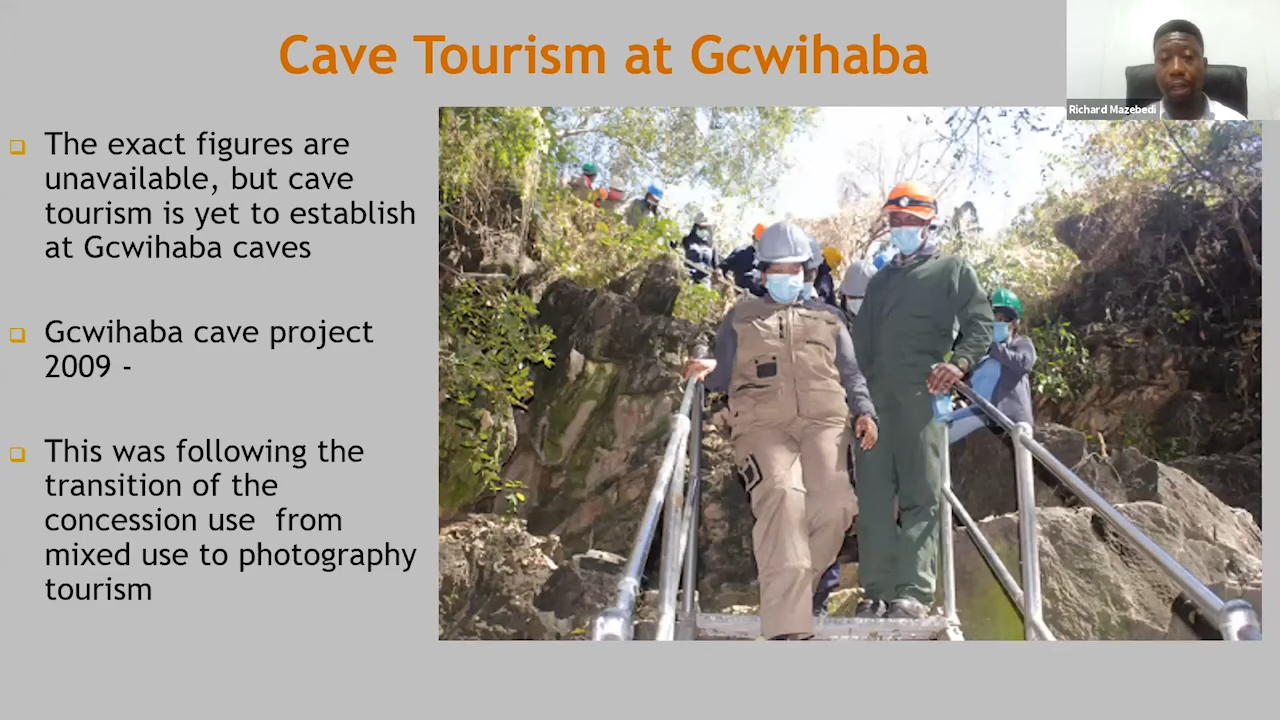 Cave Tourism at Gcwihaba
Richard Mazebedi
The exact figures are
unavailable, but cave
tourism is yet to establish
at Gcwihaba caves
Gcwihaba cave project
2009 -
This was following the
transition of the
concession use from
mixed use to photography
tourism